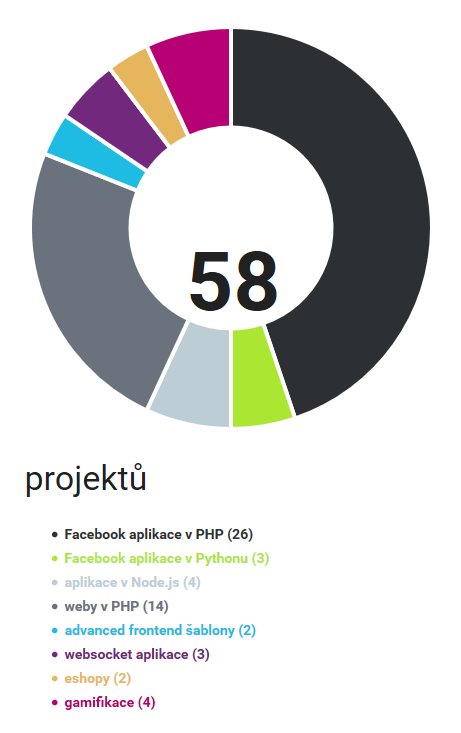 58
projektů
Facebook aplikace v PHP (26)
Facebook aplikace v Pythonu (3)
aplikace v Node.js (4)
weby v PHP (14)
advanced frontend šablony (2)
websocket aplikace (3)
eshopy (2)
gamifikace (4)